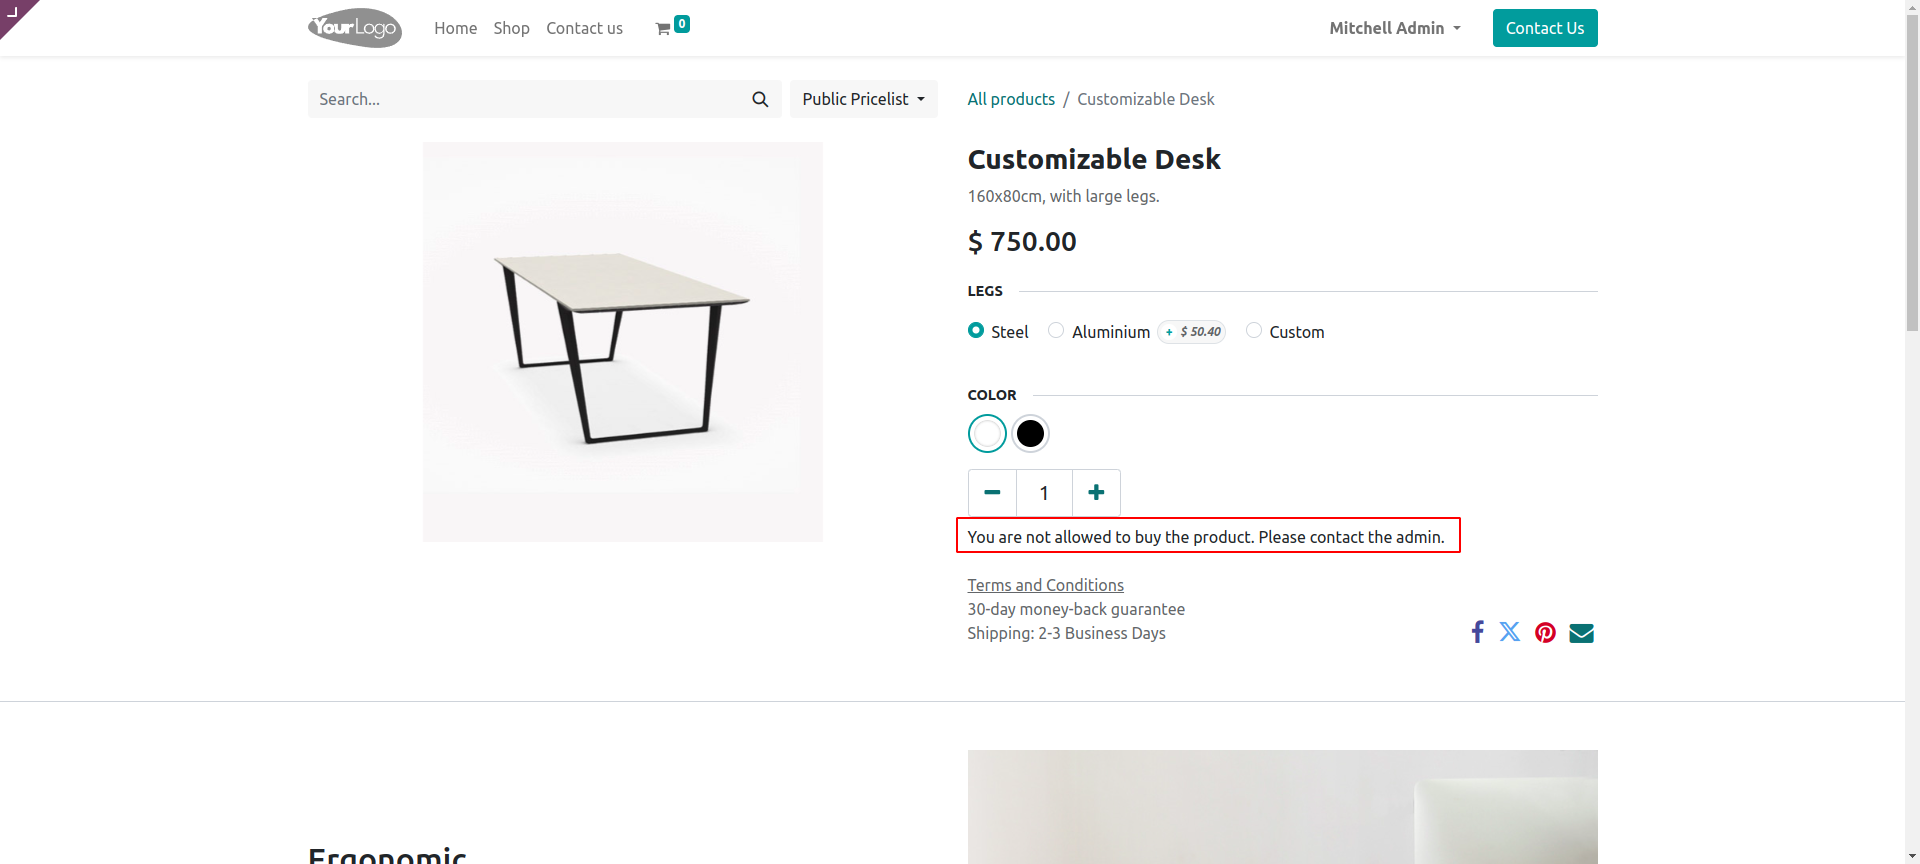 YourLogo
Home
Shop
Contact us
0
Mitchell Admin
Contact Us
Search...
Public Pricelist
All products / Customizable Desk
Customizable Desk
160x80cm, with large legs.
$ 750.00
LEGS
Steel
Aluminium + $ 50.40
Custom
COLOR
1
You are not allowed to buy the product. Please contact the admin.
Terms and Conditions
30-day money-back guarantee
Shipping: 2-3 Business Days
Ergonomic